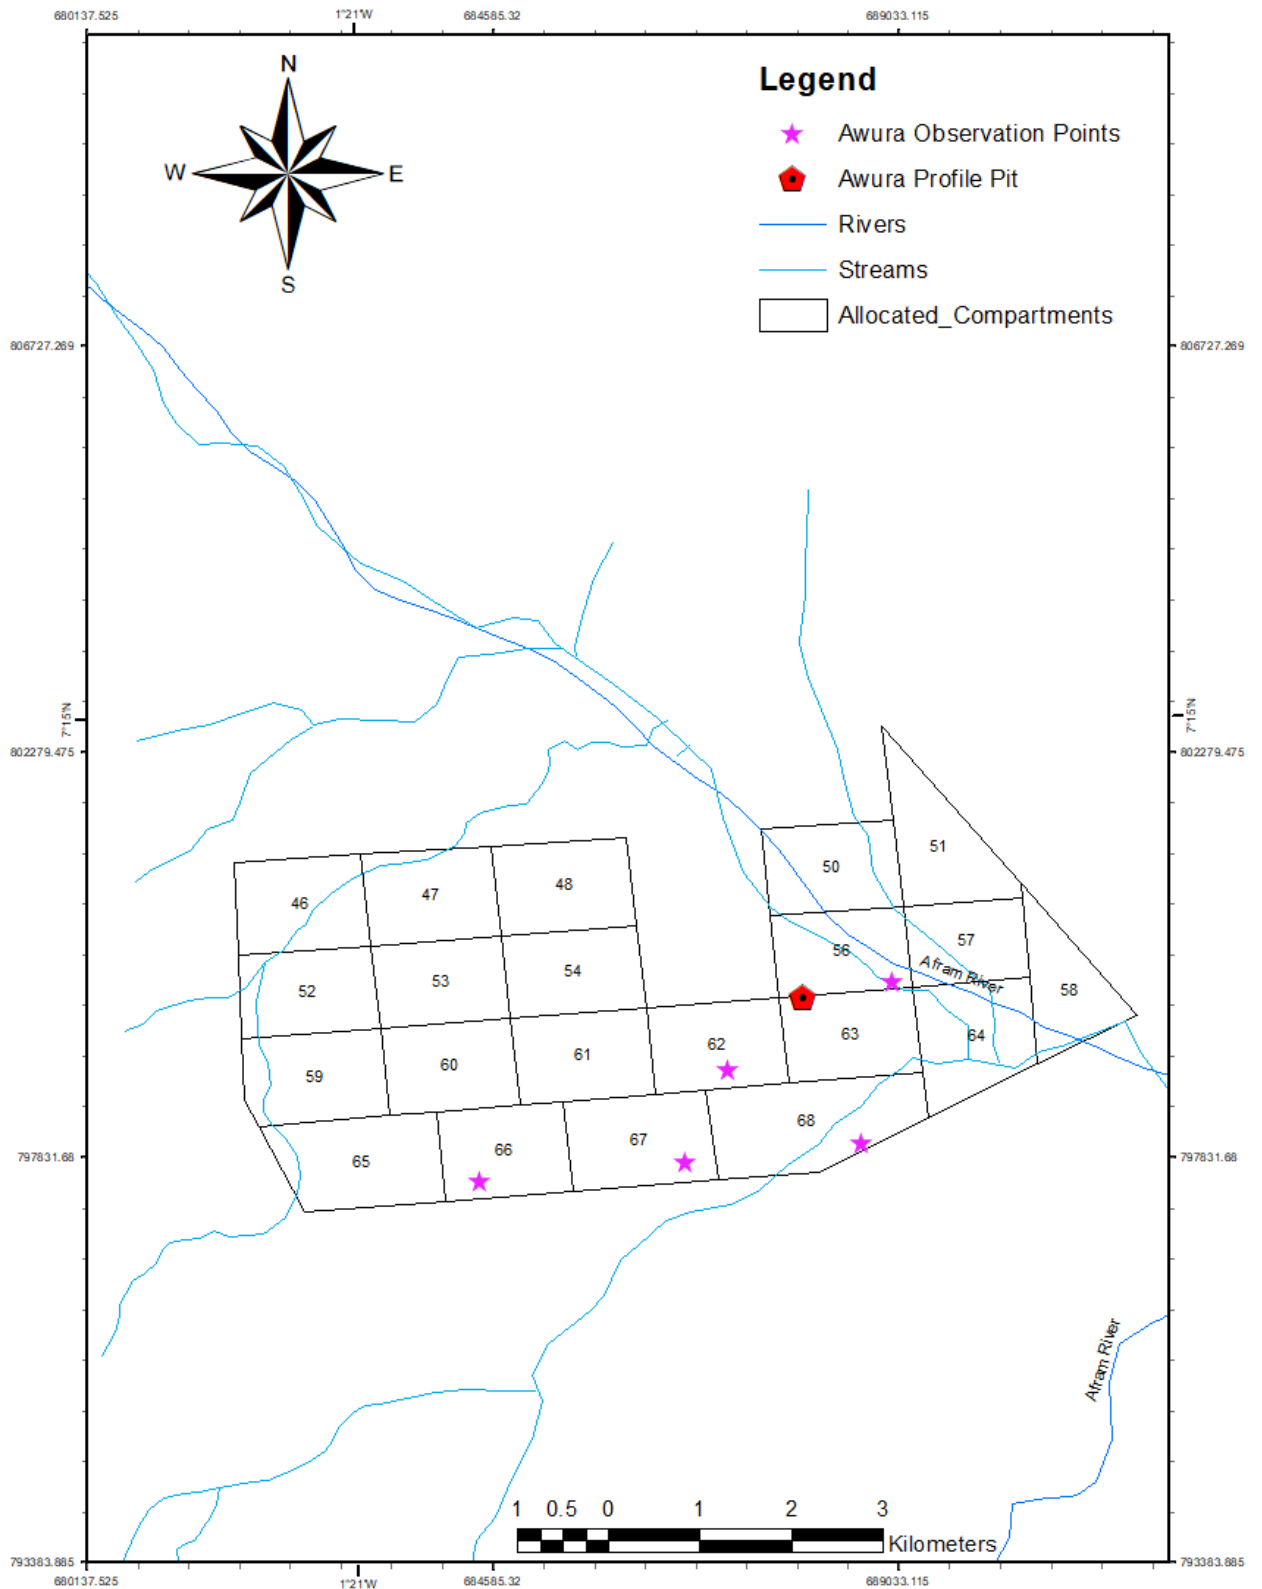 680137.525 1°21'W 684585.32 689033.115
N
W E
S
Legend
Awura Observation Points
Awura Profile Pit
Rivers
Streams
Allocated_Compartments
806727.269 806727.269
7°15'N 7°15'N
802279.475 802279.475
51
50
48
47
46
57
56
Afram River
54
53
52
58
63
64
62
61
60
59
68
67
66
65
797831.68 797831.68
Afram River
1 0.5 0 1 2 3
Kilometers
793383.885 793383.885
680137.525 1°21'W 684585.32 689033.115